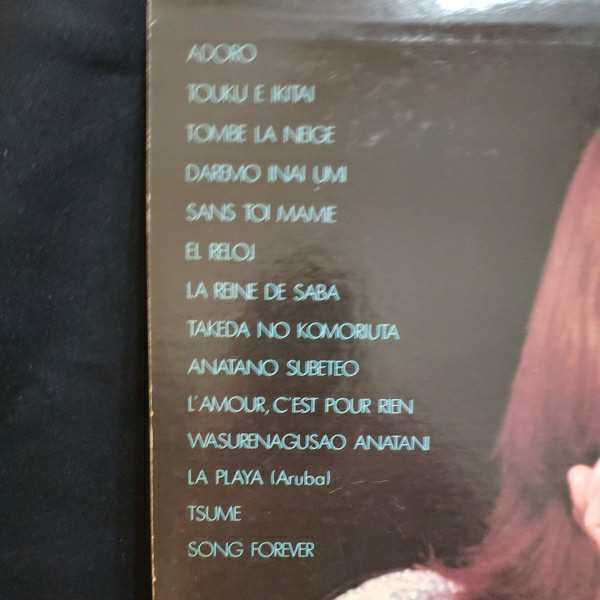 ADORO
TOUKU E IKITAI
TOMBE LA NEIGE
DAREMO IINAI UMI
SANS TOI MAMIE
EL RELOJ
LA REINE DE SABA
TAKEDA NO KOMORIUTA
ANATANO SUBETEO
L'AMOUR, C'EST POUR RIEN
WASURENAGUSAO ANATANI
LA PLAYA (Aruba)
TSUME
SONG FOREVER